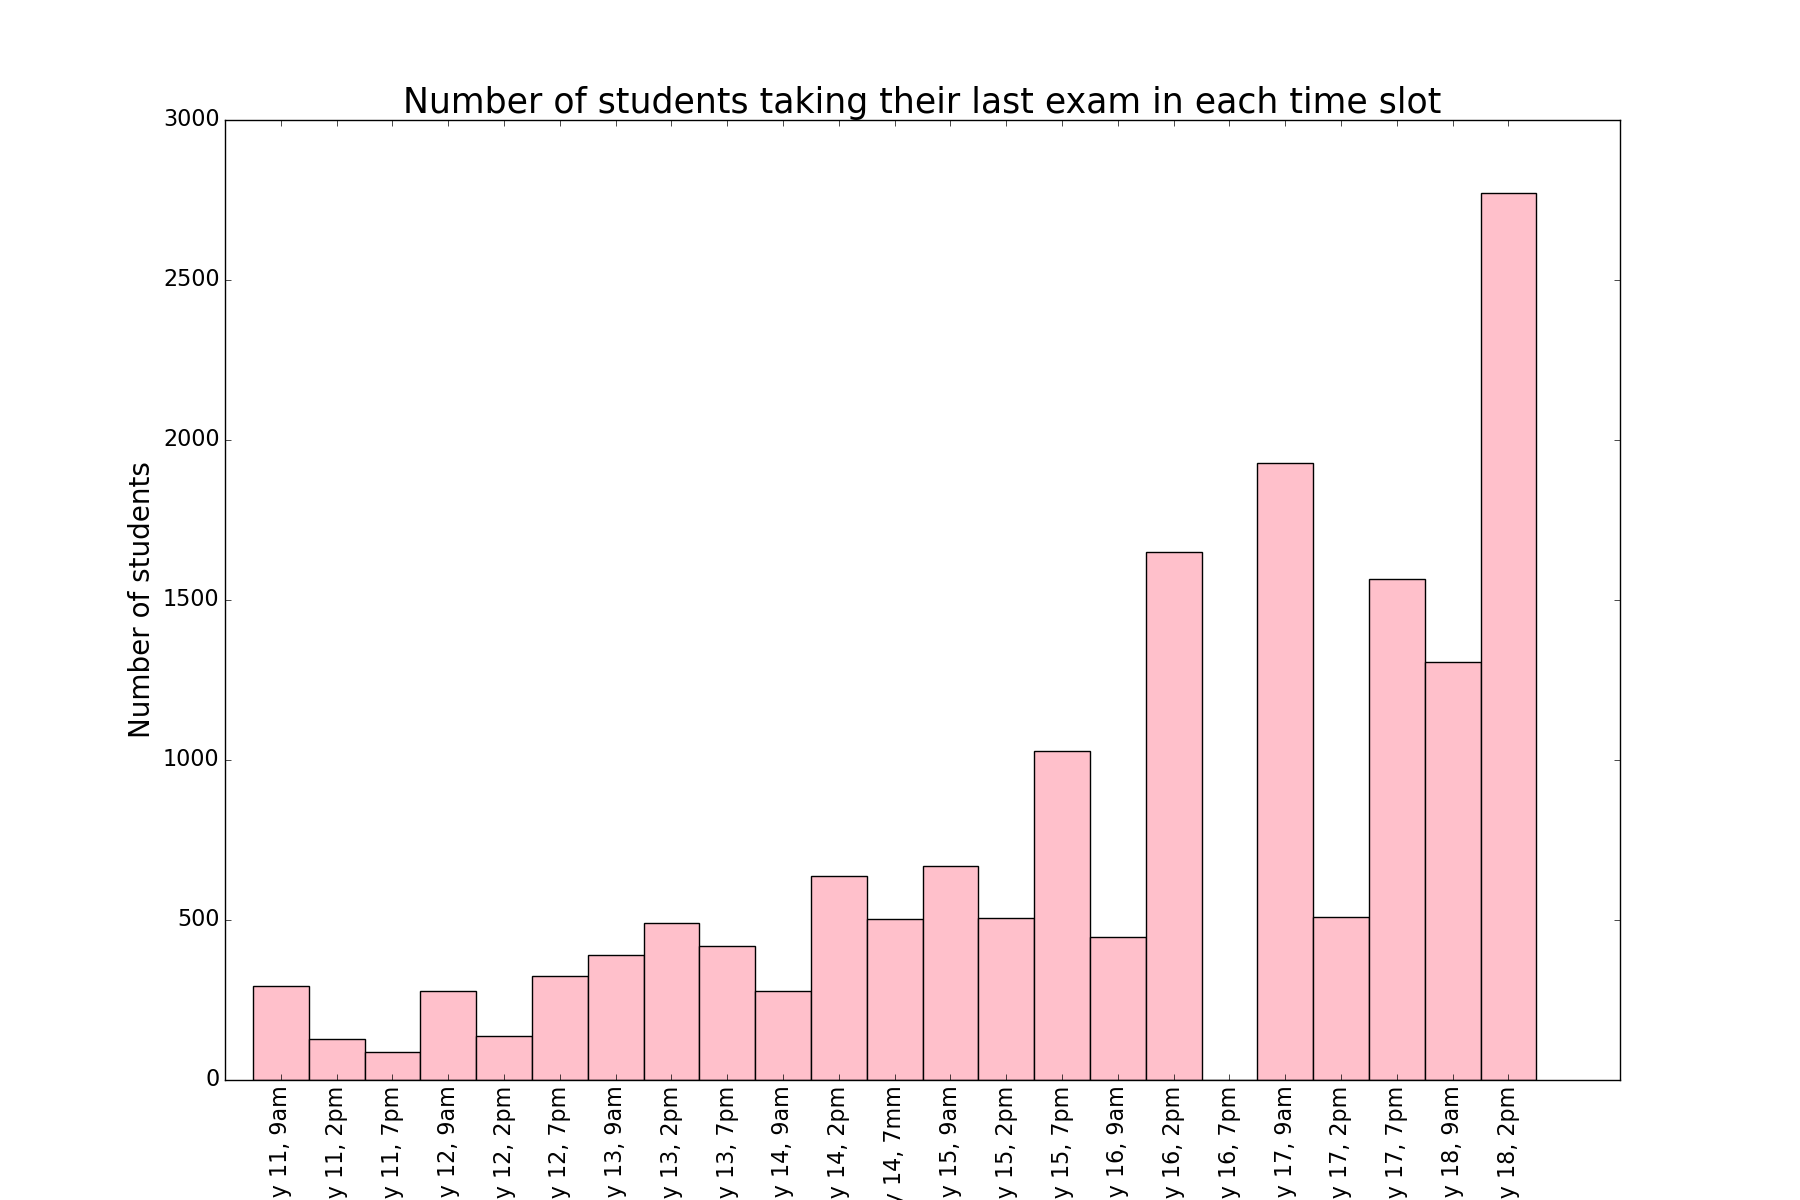 Number of students taking their last exam in each time slot
3000
2500
2000
1500
1000
500
0
Number of students
y 11, 9am
y 11, 2pm
y 11, 7pm
y 12, 9am
y 12, 2pm
y 12, 7pm
y 13, 9am
y 13, 2pm
y 13, 7pm
y 14, 9am
y 14, 2pm
y 14, 7mm
y 15, 9am
y 15, 2pm
y 15, 7pm
y 16, 9am
y 16, 2pm
y 16, 7pm
y 17, 9am
y 17, 2pm
y 17, 7pm
y 18, 9am
y 18, 2pm